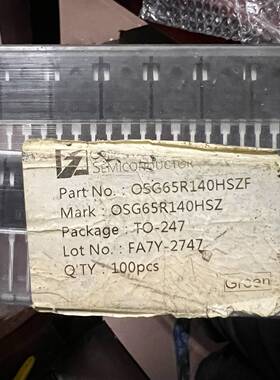 SEMICONDUCTOR
Part No. : OSG65R140HSZF
Mark : OSG65R140HSZ
Package : TO-247
Lot No. : FA7Y-2747
Q'TY : 100pcs
Green